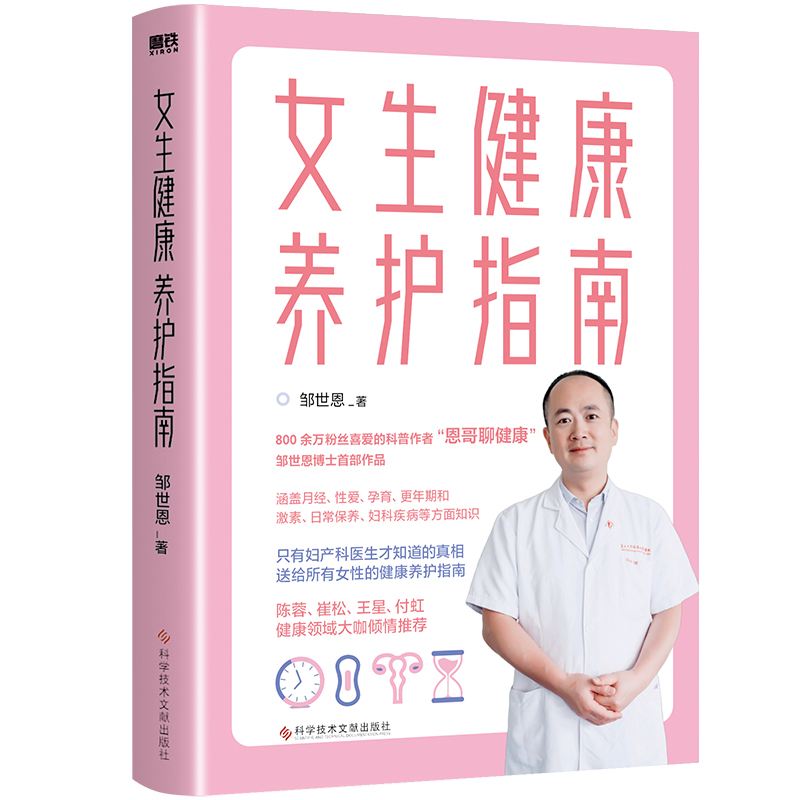 磨铁
XIRON
女生健康 养护指南
邹世恩
著
科学技术文献出版社
女生健康
养护指南
邹世恩_著
800 余万粉丝喜爱的科普作者“恩哥聊健康”
邹世恩博士首部作品
涵盖月经、性爱、孕育、更年期和
激素、日常保养、妇科疾病等方面知识
只有妇产科医生才知道的真相
送给所有女性的健康养护指南
陈蓉、崔松、王星、付虹
健康领域大咖倾情推荐
科学技术文献出版社
SCIENTIFIC AND TECHNICAL DOCUMENTATION PRESS